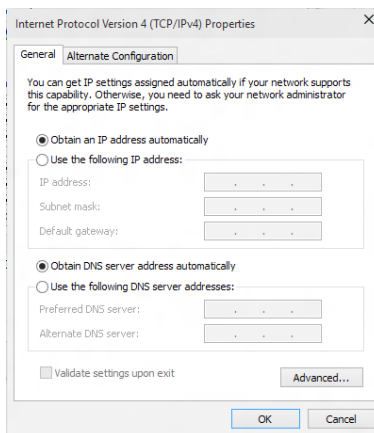 Internet Protocol Version 4 (TCP/IPv4) Properties
General
Alternate Configuration
You can get IP settings assigned automatically if your network supports
this capability. Otherwise, you need to ask your network administrator
for the appropriate IP settings.
Obtain an IP address automatically
Use the following IP address:
IP address:
Subnet mask:
Default gateway:
Obtain DNS server address automatically
Use the following DNS server addresses:
Preferred DNS server:
Alternate DNS server:
Validate settings upon exit
Advanced...
OK
Cancel